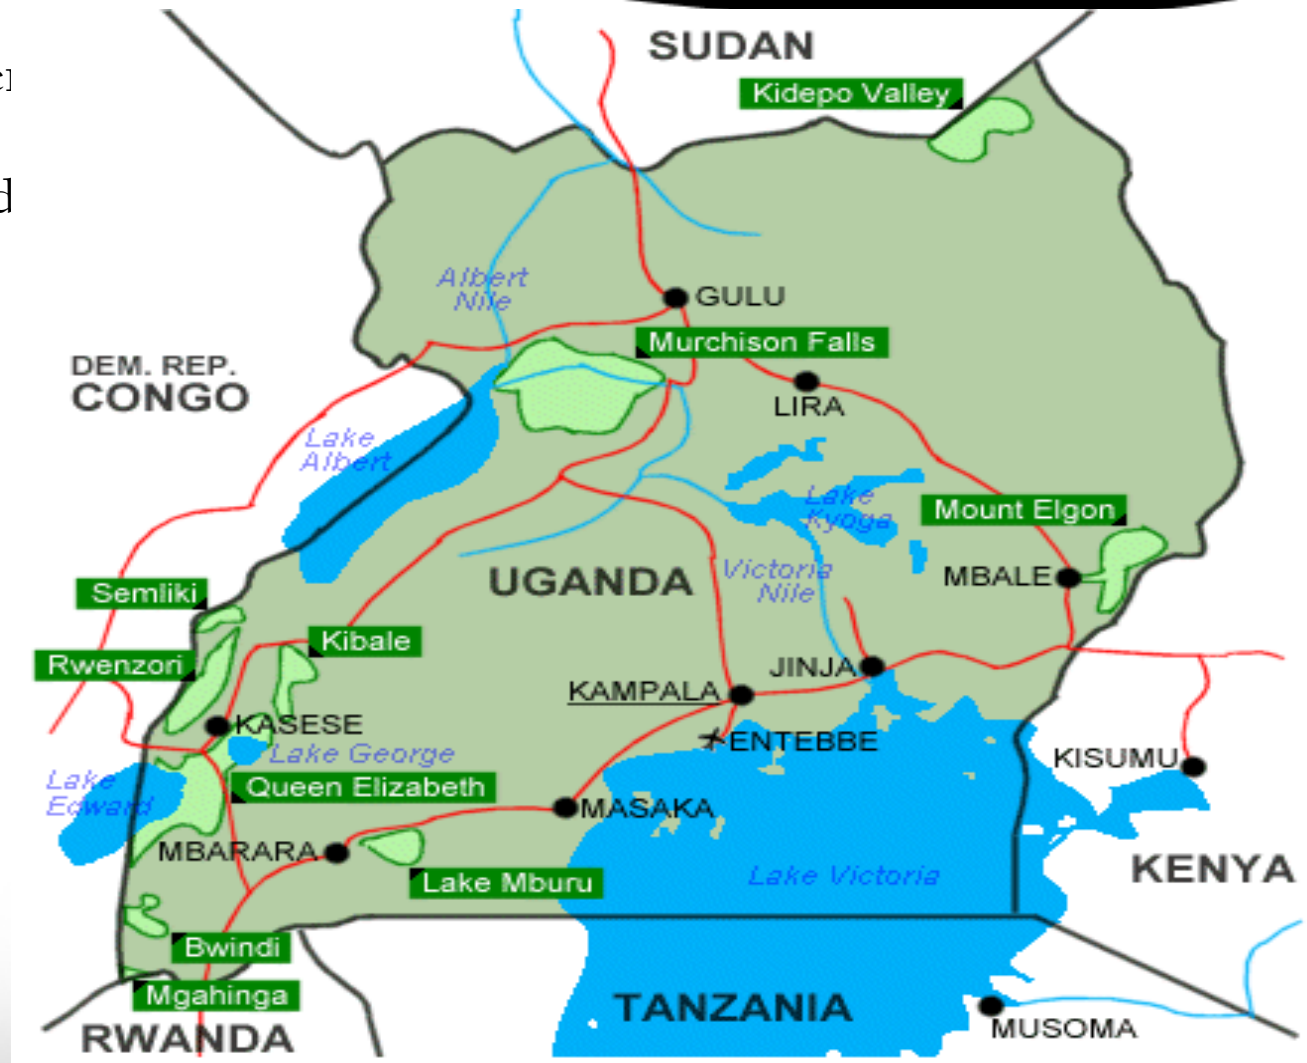 SUDAN
Kidepo Valley
d
Albert
Nile
GULU
Murchison Falls
DEM. REP.
CONGO
LIRA
Lake
Albert
Lake
Kyoga
Mount Elgon
UGANDA
Victoria
Nile
MBALE
Semliki
Kibale
Rwenzori
JINJA
KAMPALA
KASESE
ENTEBBE
Lake George
KISUMU
Lake
Edward
Queen Elizabeth
MASAKA
MBARARA
Lake Mburu
Lake Victoria
KENYA
Bwindi
Mgahinga
TANZANIA
RWANDA
MUSOMA